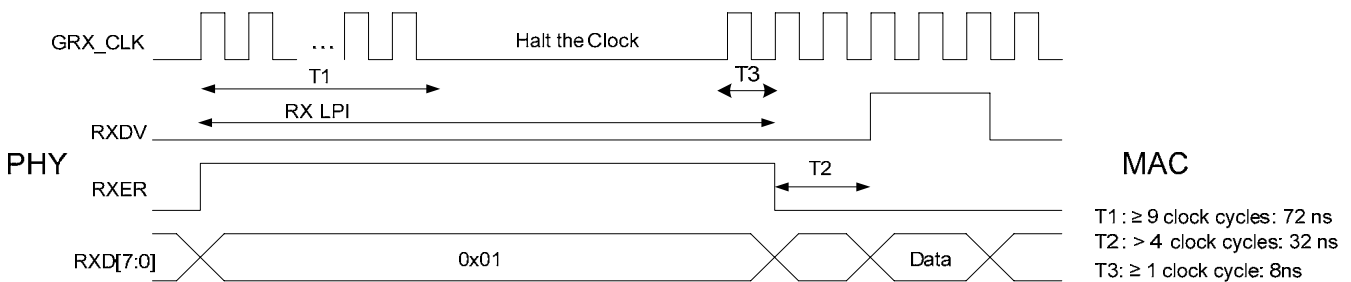 GRX_CLK
...
Halt the Clock
T1
T3
RX LPI
RXDV
PHY
MAC
RXER
T2
T1: ≥ 9 clock cycles: 72 ns
T2: > 4 clock cycles: 32 ns
T3: ≥ 1 clock cycle: 8ns
RXD[7:0]
0x01
Data